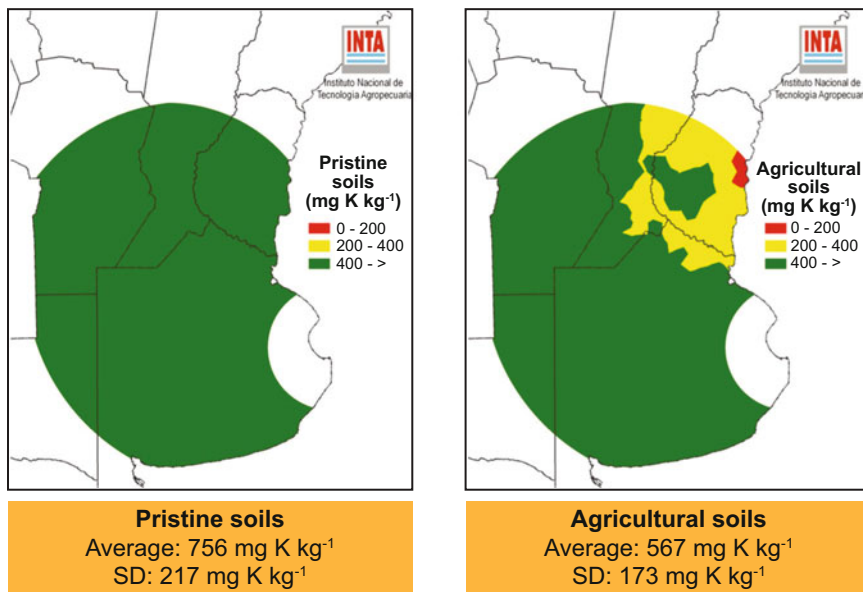 INTA
Instituto Nacional de
Tecnología Agropecuaria
Pristine
soils
(mg K kg-1)
0 - 200
200 - 400
400 - >
Pristine soils
Average: 756 mg K kg-1
SD: 217 mg K kg-1
INTA
Instituto Nacional de
Tecnología Agropecuaria
Agricultural
soils
(mg K kg-1)
0 - 200
200 - 400
400 - >
Agricultural soils
Average: 567 mg K kg-1
SD: 173 mg K kg-1